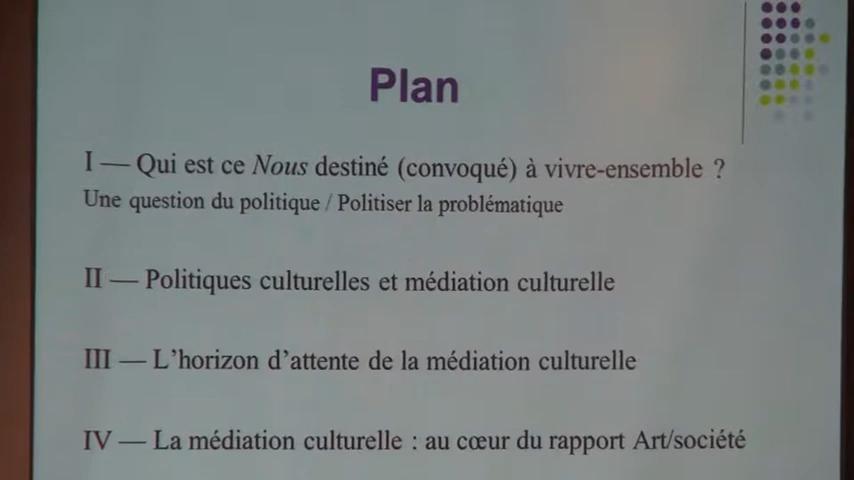 Plan
I — Qui est ce Nous destiné (convoqué) à vivre-ensemble ?
Une question du politique / Politiser la problématique
II — Politiques culturelles et médiation culturelle
III — L’horizon d’attente de la médiation culturelle
IV — La médiation culturelle : au cœur du rapport Art/société